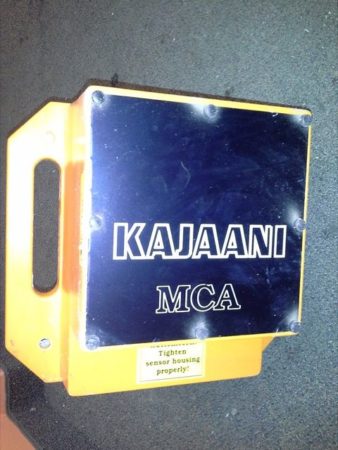 KAJAANI
MCA
Tighten
sensor housing
properly!